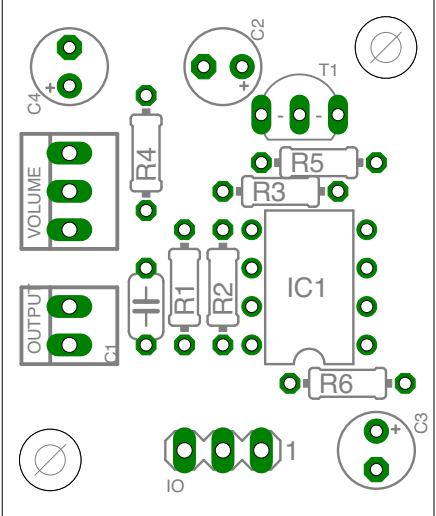 C2
T1
C4
+
+
- -
R4
R5
VOLUME
R3
OUTPUT
C1
R1
R2
IC1
R6
C3
+
1
IO